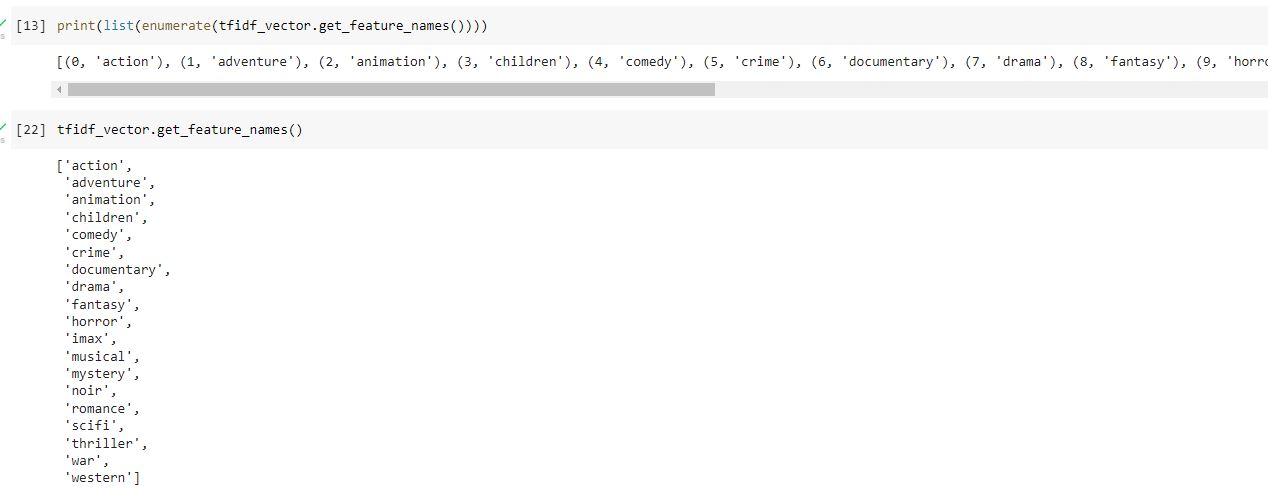 [13] print(list(enumerate(tfidf_vector.get_feature_names())))
[(0, 'action'), (1, 'adventure'), (2, 'animation'), (3, 'children'), (4, 'comedy'), (5, 'crime'), (6, 'documentary'), (7, 'drama'), (8, 'fantasy'), (9, 'horro
[22] tfidf_vector.get_feature_names()
['action',
'adventure',
'animation',
'children',
'comedy',
'crime',
'documentary',
'drama',
'fantasy',
'horror',
'imax',
'musical',
'mystery',
'noir',
'romance',
'scifi',
'thriller',
'war',
'western']